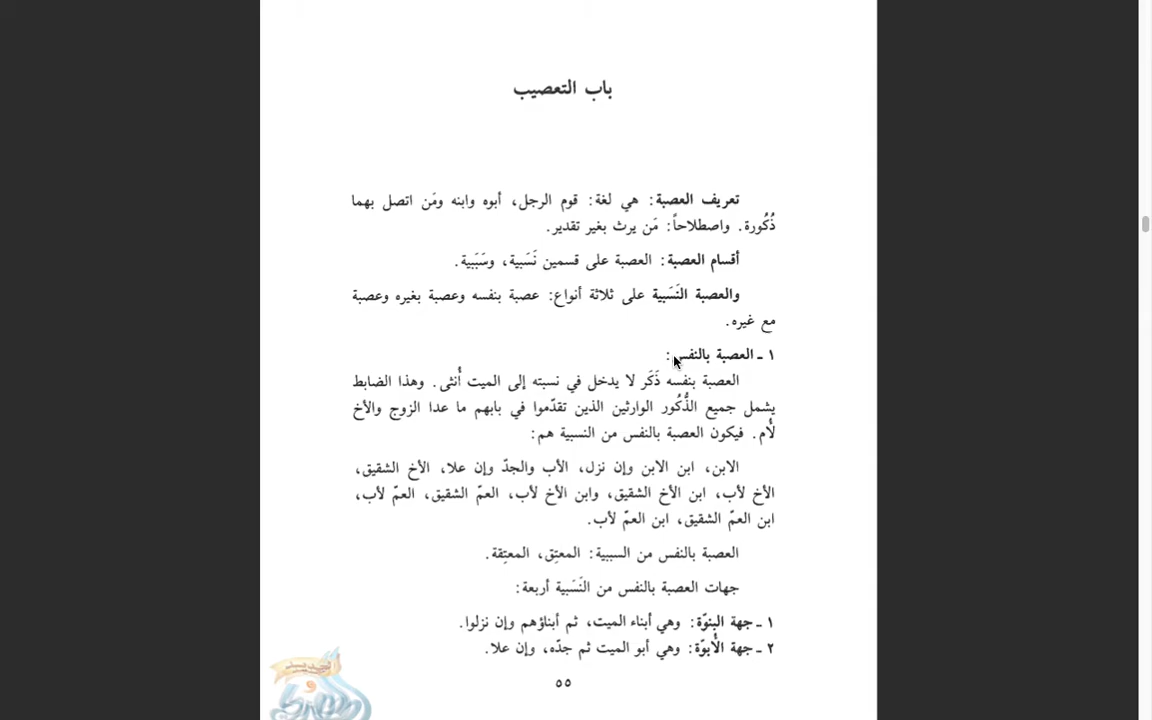 باب التعصيب
تعريف العصبة: هي لغة: قوم الرجل، أبوه وابنه ومَن اتصل بهما
ذُكُورة. واصطلاحاً: مَن يرث بغير تقدير.
أقسام العصبة: العصبة على قسمين نَسَبية، وسَبَبية.
والعصبة النَسَبية على ثلاثة أنواع: عصبة بنفسه وعصبة بغيره وعصبة
مع غيره.
١ ـ العصبة بالنفس:
العصبة بنفسه ذَكَر لا يدخل في نسبته إلى الميت أُنثى. وهذا الضابط
يشمل جميع الذُّكُور الوارثين الذين تقدّموا في بابهم ما عدا الزوج والأخ
لأُم. فيكون العصبة بالنفس من النسبية هم:
الابن، ابن الابن وإن نزل، الأب والجدّ وإن علا، الأخ الشقيق،
الأخ لأب، ابن الأخ الشقيق، وابن الأخ لأب، العمّ الشقيق، العمّ لأب،
ابن العمّ الشقيق، ابن العمّ لأب.
العصبة بالنفس من السببية: المعتِق، المعتِقة.
جهات العصبة بالنفس من النَسَبية أربعة:
١ ـ جهة البنوّة: وهي أبناء الميت، ثم أبناؤهم وإن نزلوا.
٢ ـ جهة الأُبوّة: وهي أبو الميت ثم جدّه، وإن علا.
٥٥